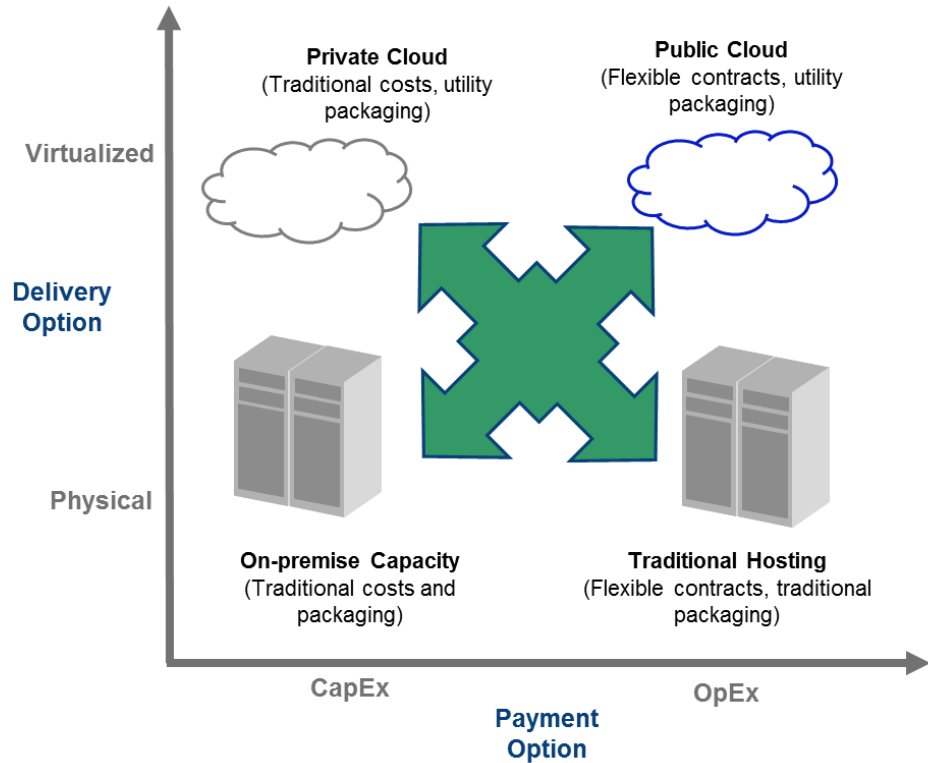 Private Cloud
(Traditional costs, utility
packaging)
Public Cloud
(Flexible contracts, utility
packaging)
Virtualized
Delivery
Option
Physical
On-premise Capacity
(Traditional costs and
packaging)
Traditional Hosting
(Flexible contracts, traditional
packaging)
CapEx
OpEx
Payment
Option